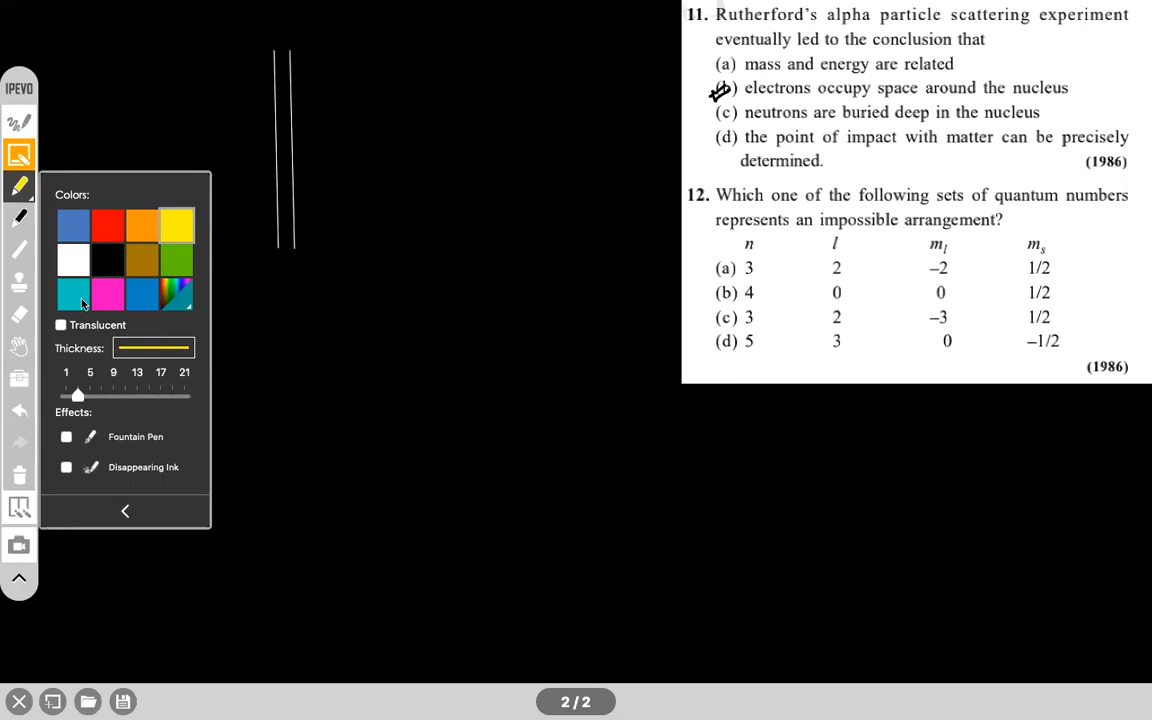 11. Rutherford's alpha particle scattering experiment
eventually led to the conclusion that
(a) mass and energy are related
(b) electrons occupy space around the nucleus
(c) neutrons are buried deep in the nucleus
(d) the point of impact with matter can be precisely
determined. (1986)
12. Which one of the following sets of quantum numbers
represents an impossible arrangement?
n l mₗ mₛ
(a) 3 2 –2 1/2
(b) 4 0 0 1/2
(c) 3 2 –3 1/2
(d) 5 3 0 –1/2
(1986)
IPEVO
Colors:
Translucent
Thickness:
1 5 9 13 17 21
Effects:
Fountain Pen
Disappearing Ink
2 / 2